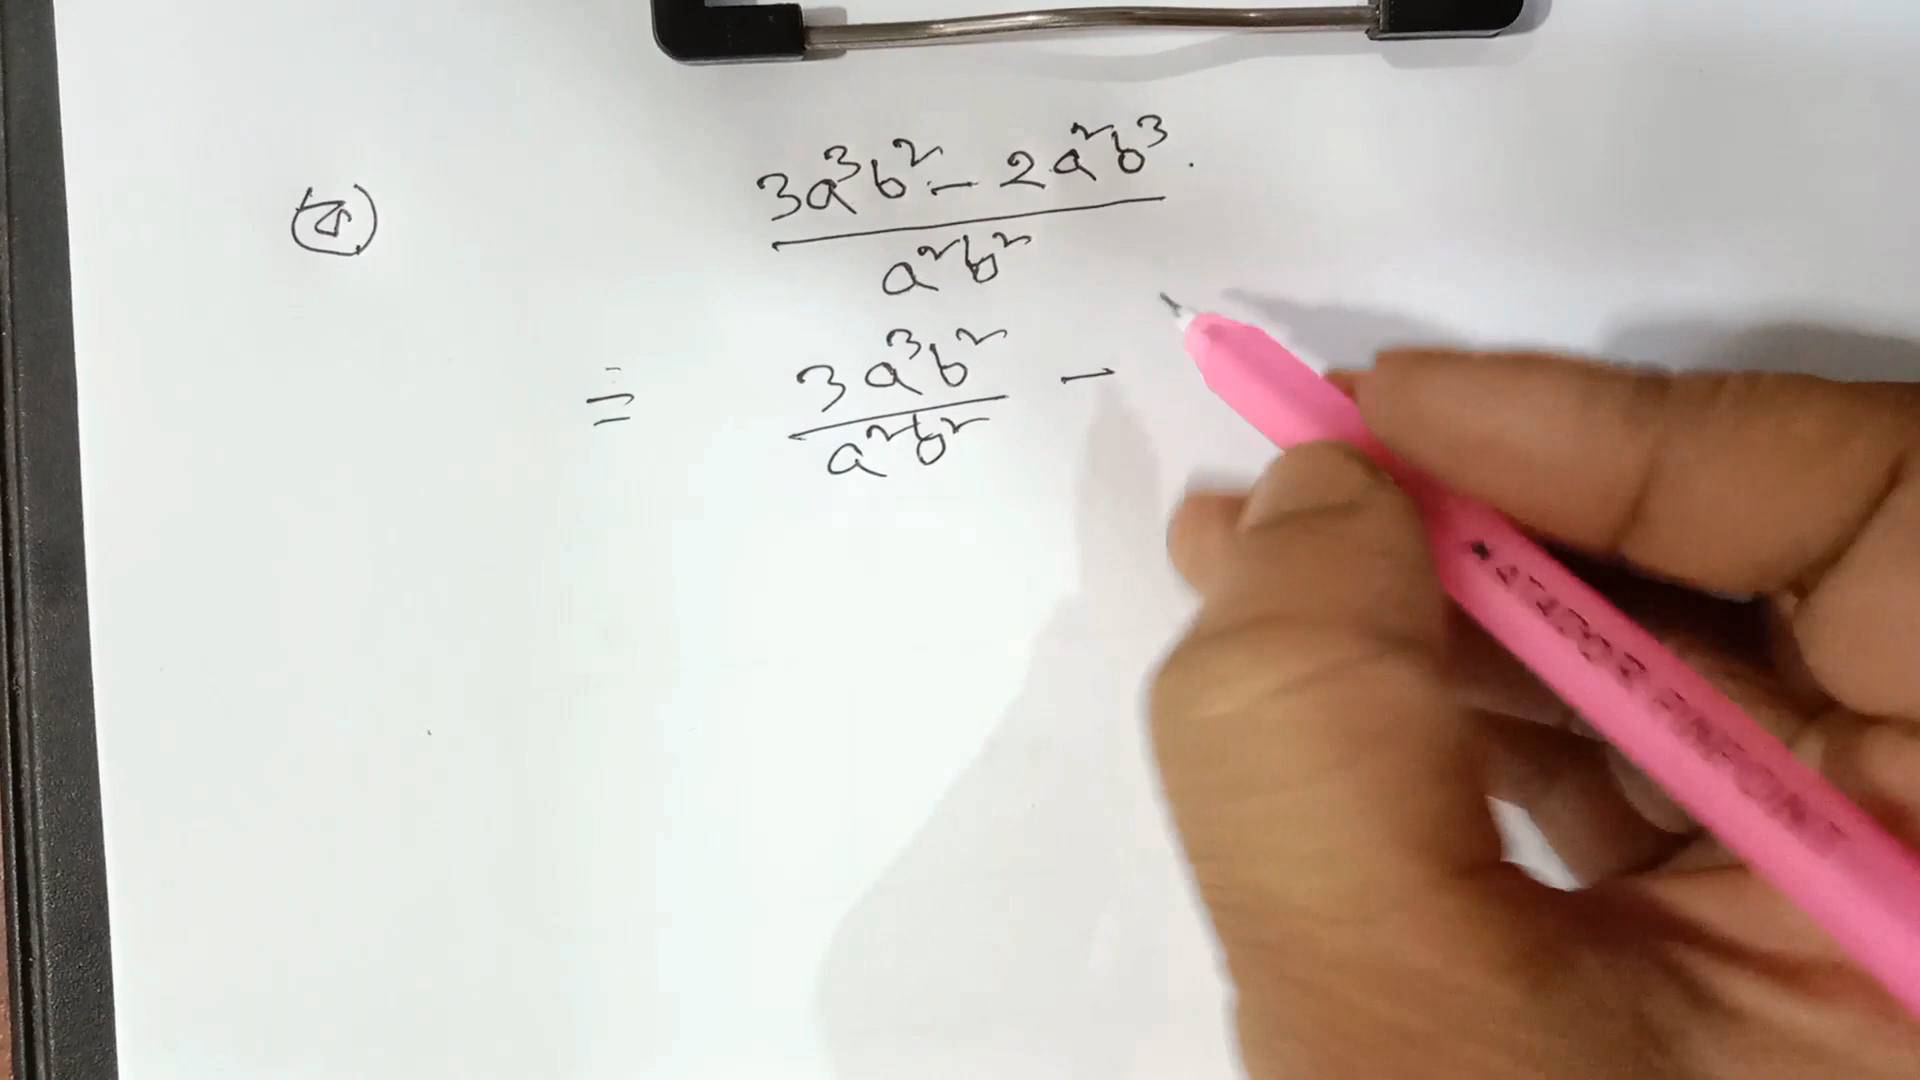 (ক) 3a³b² - 2a²b³
a²b²
= 3a³b² -
a²b²